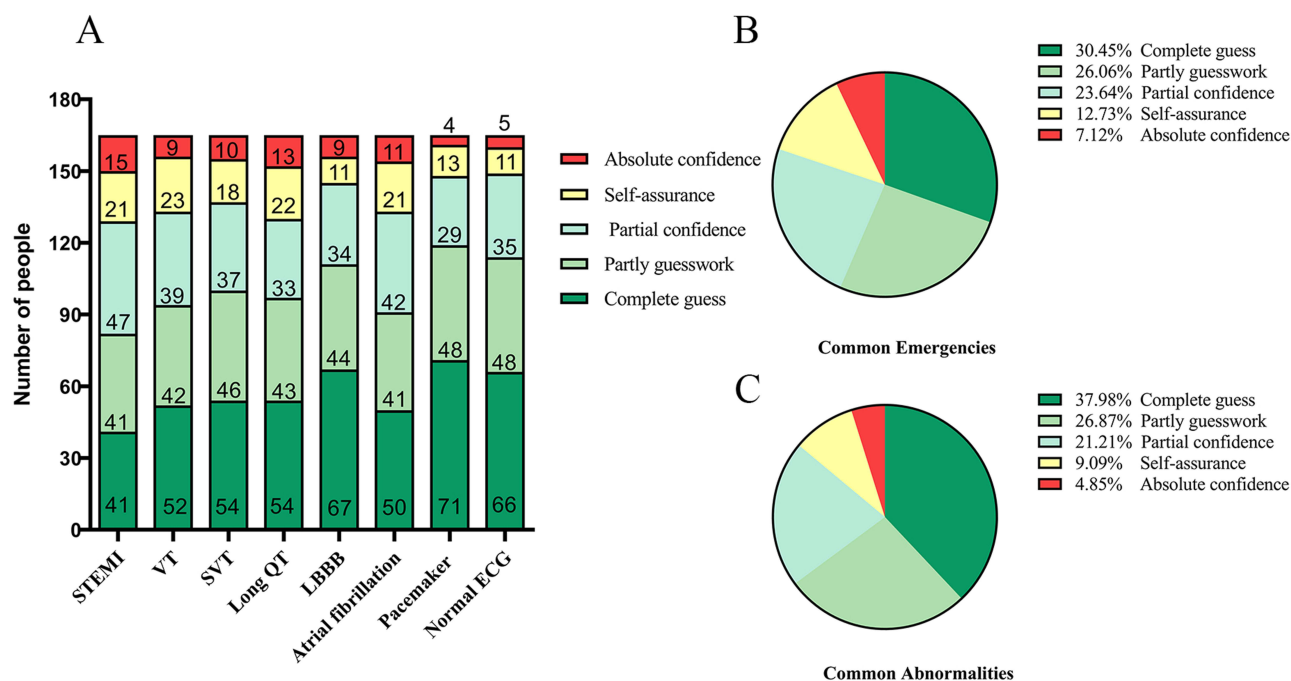 A
Number of people
180
150
120
90
60
30
0
15 9 10 13 9 11 4 5
21 23 18 22 11 21 13 11
47 39 37 33 34 42 29 35
41 42 46 43 44 41 48 48
41 52 54 54 67 50 71 66
STEMI
VT
SVT
Long QT
LBBB
Atrial fibrillation
Pacemaker
Normal ECG
Absolute confidence
Self-assurance
Partial confidence
Partly guesswork
Complete guess
B
30.45% Complete guess
26.06% Partly guesswork
23.64% Partial confidence
12.73% Self-assurance
7.12% Absolute confidence
Common Emergencies
C
37.98% Complete guess
26.87% Partly guesswork
21.21% Partial confidence
9.09% Self-assurance
4.85% Absolute confidence
Common Abnormalities